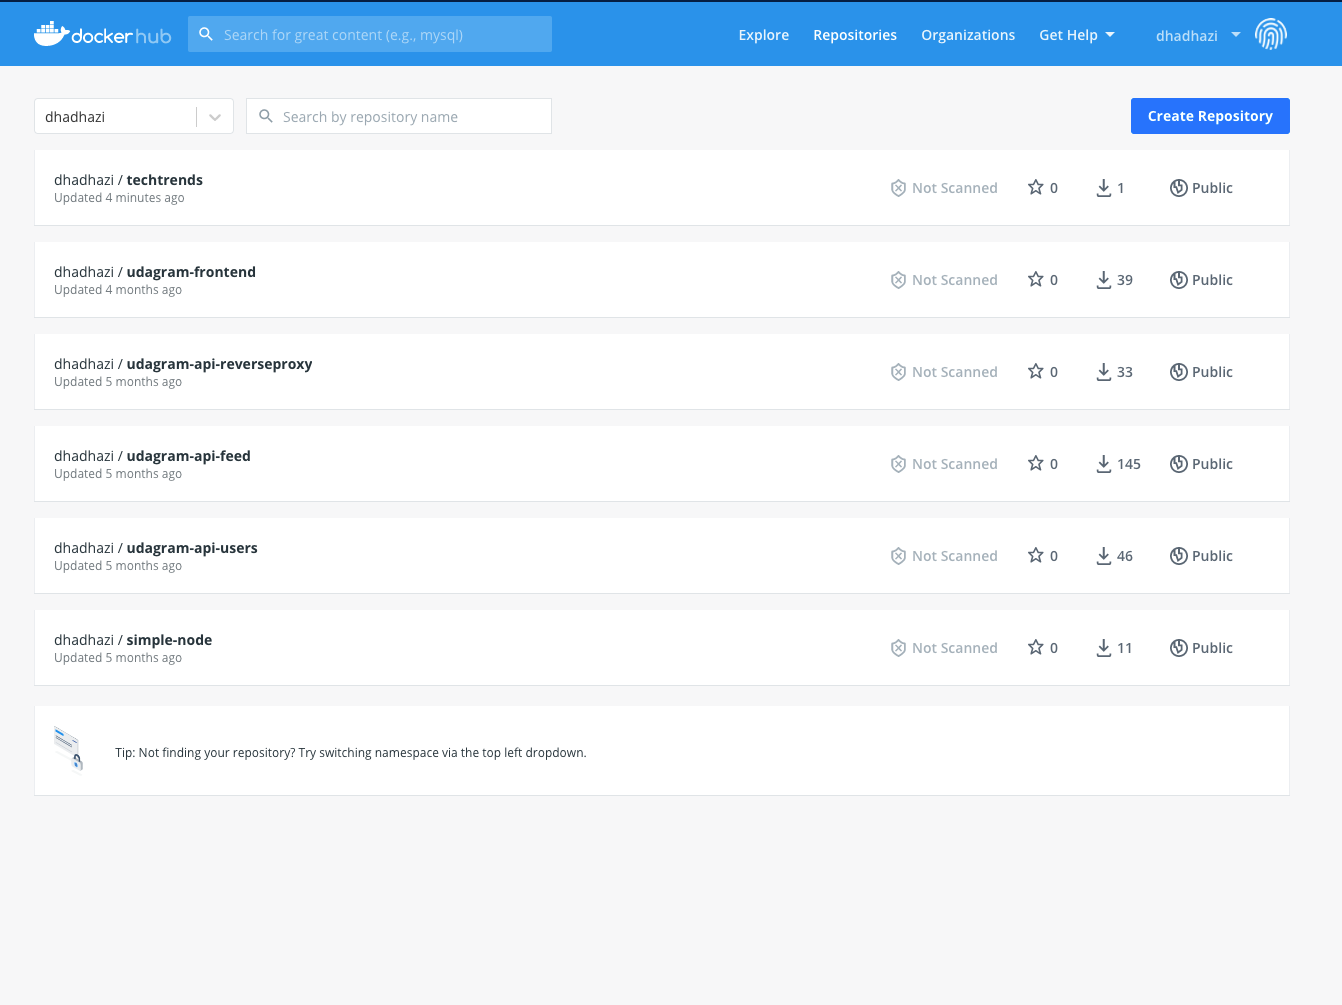 docker hub
Search for great content (e.g., mysql)
Explore
Repositories
Organizations
Get Help
dhadhazi
dhadhazi
Search by repository name
Create Repository
dhadhazi / techtrends
Updated 4 minutes ago
Not Scanned
0
1
Public
dhadhazi / udagram-frontend
Updated 4 months ago
Not Scanned
0
39
Public
dhadhazi / udagram-api-reverseproxy
Updated 5 months ago
Not Scanned
0
33
Public
dhadhazi / udagram-api-feed
Updated 5 months ago
Not Scanned
0
145
Public
dhadhazi / udagram-api-users
Updated 5 months ago
Not Scanned
0
46
Public
dhadhazi / simple-node
Updated 5 months ago
Not Scanned
0
11
Public
Tip: Not finding your repository? Try switching namespace via the top left dropdown.